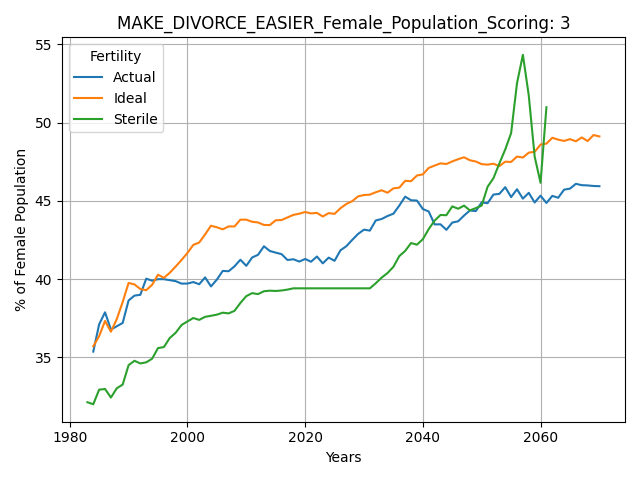 MAKE_DIVORCE_EASIER_Female_Population_Scoring: 3
Fertility
Actual
Ideal
Sterile
% of Female Population
55
50
45
40
35
1980
2000
2020
2040
2060
Years